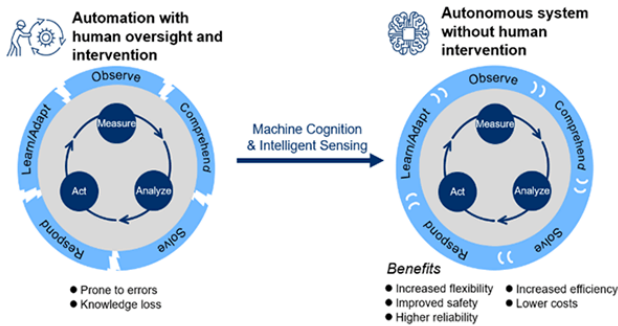 Automation with
human oversight and
intervention
Observe
Comprehend
Solve
Respond
Learn/Adapt
Measure
Analyze
Act
Prone to errors
Knowledge loss
Machine Cognition
& Intelligent Sensing
Autonomous system
without human
intervention
Observe
Comprehend
Solve
Respond
Learn/Adapt
Measure
Analyze
Act
Benefits
Increased flexibility
Improved safety
Higher reliability
Increased efficiency
Lower costs